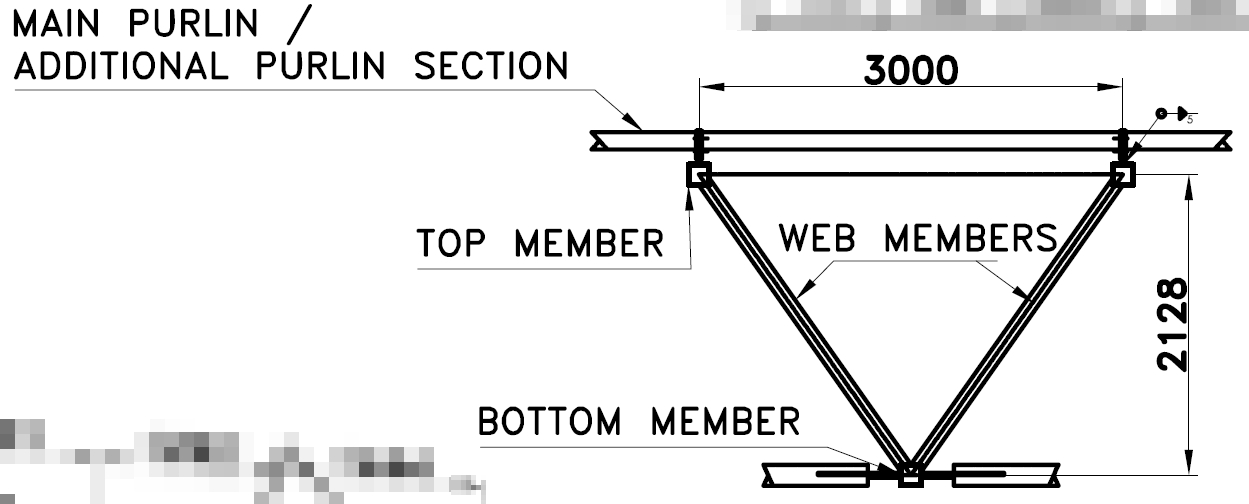 MAIN PURLIN /
ADDITIONAL PURLIN SECTION
3000
5
TOP MEMBER
WEB MEMBERS
2128
BOTTOM MEMBER